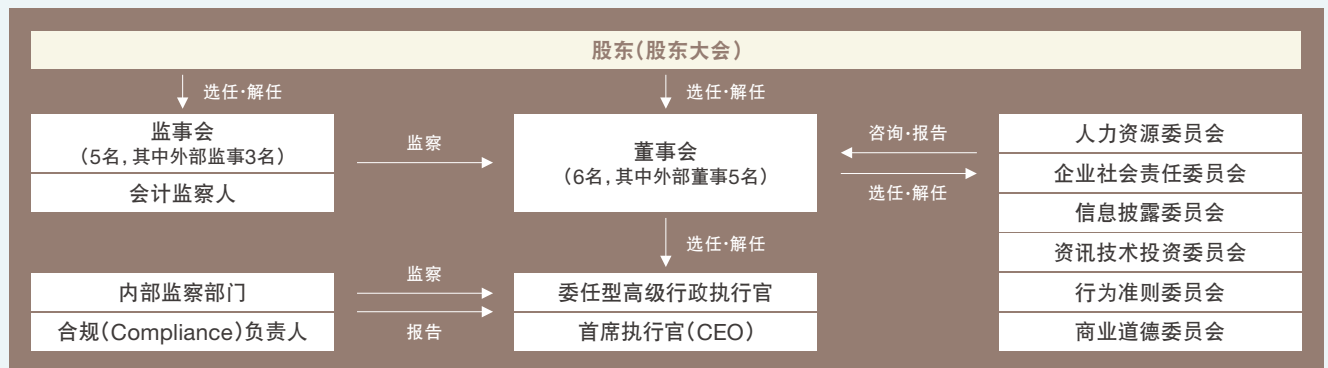 股东（股东大会）
选任·解任
选任·解任
监事会
（5名，其中外部监事3名）
会计监察人
监察
董事会
（6名，其中外部董事5名）
咨询·报告
选任·解任
人力资源委员会
企业社会责任委员会
信息披露委员会
资讯技术投资委员会
行为准则委员会
商业道德委员会
选任·解任
内部监察部门
合规（Compliance）负责人
监察
报告
委任型高级行政执行官
首席执行官（CEO）